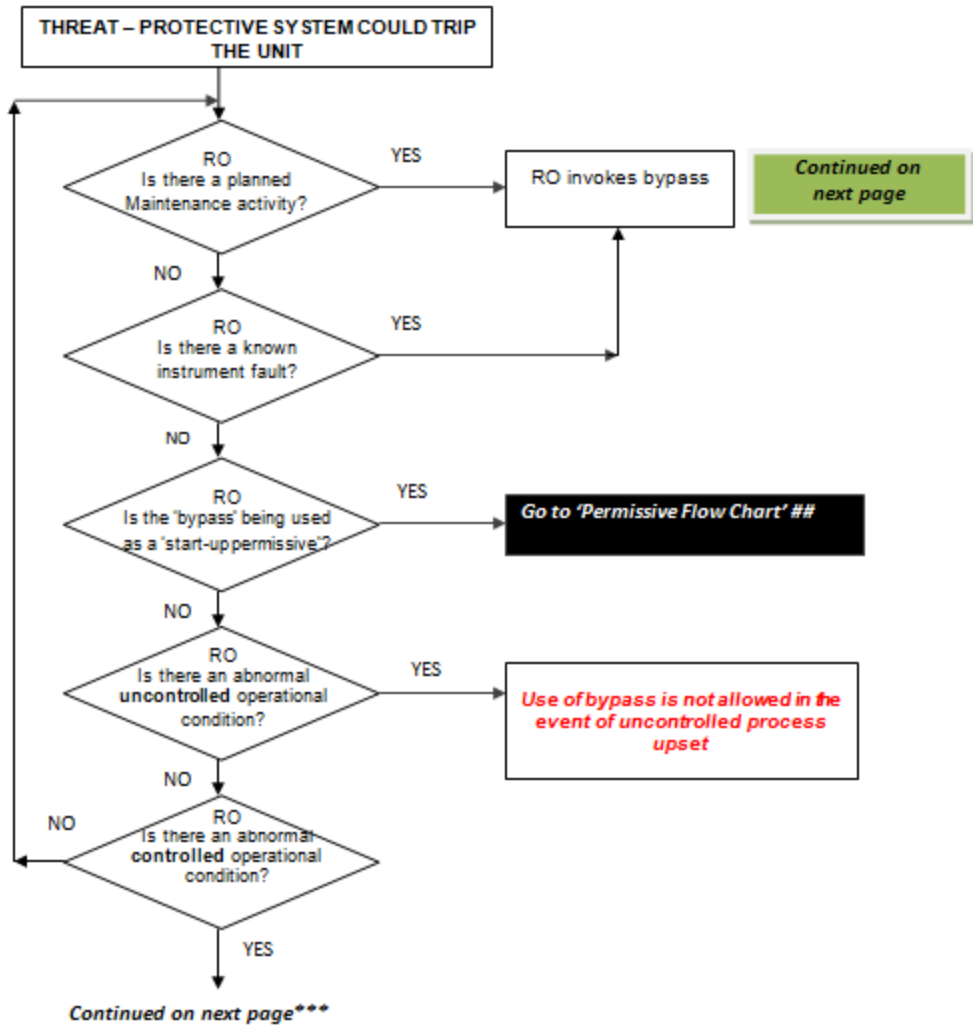 THREAT – PROTECTIVE SYSTEM COULD TRIP
THE UNIT
RO
Is there a planned
Maintenance activity?
YES
RO invokes bypass
Continued on
next page
NO
RO
Is there a known
instrument fault?
YES
NO
RO
Is the ‘bypass’ being used
as a ‘start-up permissive’?
YES
Go to ‘Permissive Flow Chart’ ##
NO
RO
Is there an abnormal
uncontrolled operational
condition?
YES
Use of bypass is not allowed in the
event of uncontrolled process
upset
NO
NO
RO
Is there an abnormal
controlled operational
condition?
YES
Continued on next page***